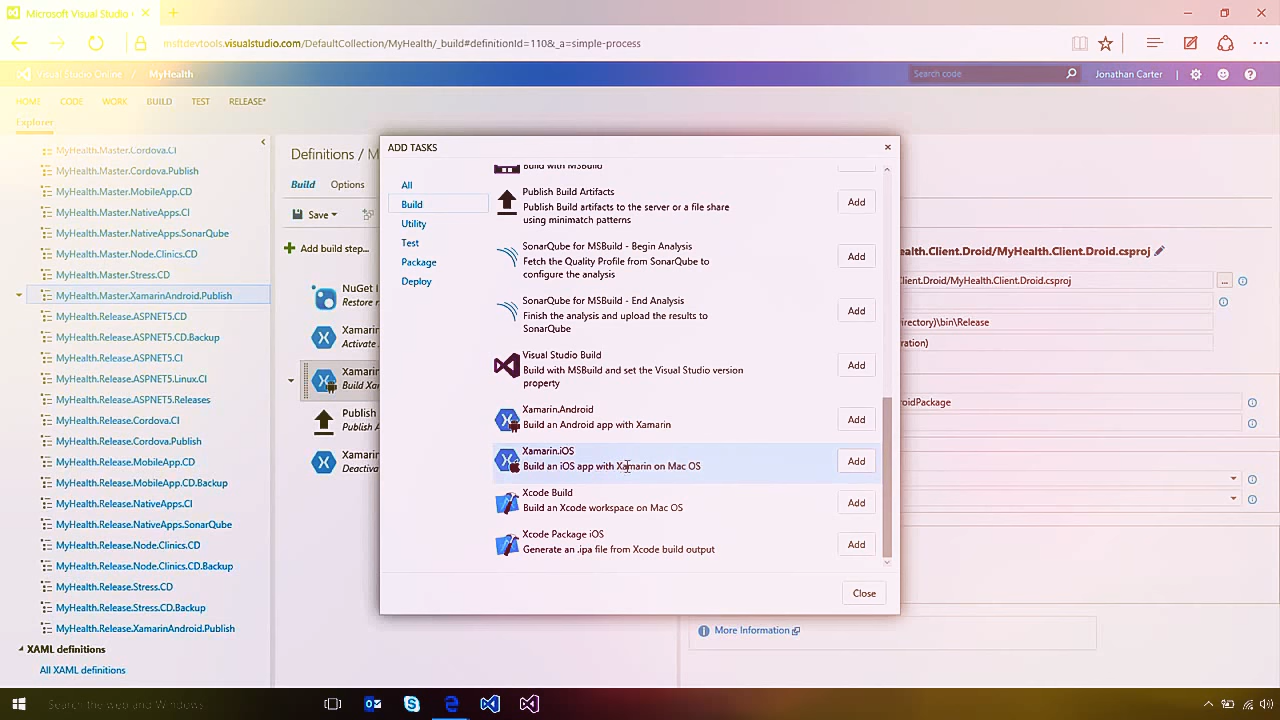 Microsoft Visual Studio
msftdevtools.visualstudio.com/DefaultCollection/MyHealth/_build#definitionId=110&_a=simple-process
Visual Studio Online / MyHealth
Search code
Jonathan Carter
HOME CODE WORK BUILD TEST RELEASE*
Explorer
MyHealth.Master.Cordova.CI
MyHealth.Master.Cordova.Publish
MyHealth.Master.MobileApp.CD
MyHealth.Master.NativeApps.CI
MyHealth.Master.NativeApps.SonarQube
MyHealth.Master.Node.Clinics.CD
MyHealth.Master.Stress.CD
MyHealth.Master.XamarinAndroid.Publish
MyHealth.Release.ASPNET5.CD
MyHealth.Release.ASPNET5.CD.Backup
MyHealth.Release.ASPNET5.CI
MyHealth.Release.ASPNET5.Linux.CI
MyHealth.Release.ASPNET5.Releases
MyHealth.Release.Cordova.CI
MyHealth.Release.Cordova.Publish
MyHealth.Release.MobileApp.CD
MyHealth.Release.MobileApp.CD.Backup
MyHealth.Release.NativeApps.CI
MyHealth.Release.NativeApps.SonarQube
MyHealth.Release.Node.Clinics.CD
MyHealth.Release.Node.Clinics.CD.Backup
MyHealth.Release.Stress.CD
MyHealth.Release.Stress.CD.Backup
MyHealth.Release.XamarinAndroid.Publish
XAML definitions
All XAML definitions
Definitions / M
Build Options
Save
Add build step...
NuGet I
Restore n
Xamarin
Activate
Xamarin
Build Xa
Publish
Publish A
Xamarin
Deactiva
ADD TASKS
All
Build
Utility
Test
Package
Deploy
Build with MSBuild
Publish Build Artifacts
Publish Build artifacts to the server or a file share
using minimatch patterns
Add
SonarQube for MSBuild - Begin Analysis
Fetch the Quality Profile from SonarQube to
configure the analysis
Add
SonarQube for MSBuild - End Analysis
Finish the analysis and upload the results to
SonarQube
Add
Visual Studio Build
Build with MSBuild and set the Visual Studio version
property
Add
Xamarin.Android
Build an Android app with Xamarin
Add
Xamarin.iOS
Build an iOS app with Xamarin on Mac OS
Add
Xcode Build
Build an Xcode workspace on Mac OS
Add
Xcode Package iOS
Generate an .ipa file from Xcode build output
Add
Close
ealth.Client.Droid/MyHealth.Client.Droid.csproj
Client.Droid/MyHealth.Client.Droid.csproj
...
irectory)\bin\Release
ration)
oidPackage
More Information
Search the web and Windows